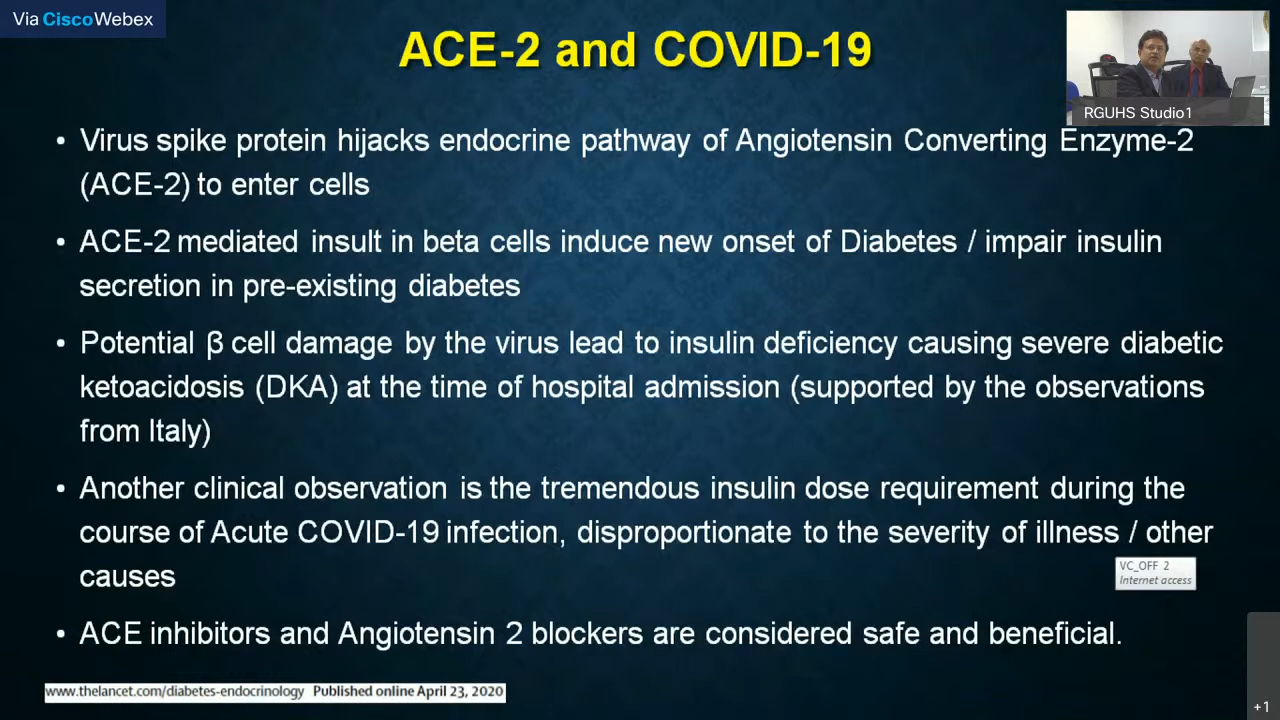 Via CiscoWebex
ACE-2 and COVID-19
RGUHS Studio1
• Virus spike protein hijacks endocrine pathway of Angiotensin Converting Enzyme-2
(ACE-2) to enter cells
• ACE-2 mediated insult in beta cells induce new onset of Diabetes / impair insulin
secretion in pre-existing diabetes
• Potential β cell damage by the virus lead to insulin deficiency causing severe diabetic
ketoacidosis (DKA) at the time of hospital admission (supported by the observations
from Italy)
• Another clinical observation is the tremendous insulin dose requirement during the
course of Acute COVID-19 infection, disproportionate to the severity of illness / other
causes
VC_OFF 2
Internet access
• ACE inhibitors and Angiotensin 2 blockers are considered safe and beneficial.
www.thelancet.com/diabetes-endocrinology Published online April 23, 2020
+1